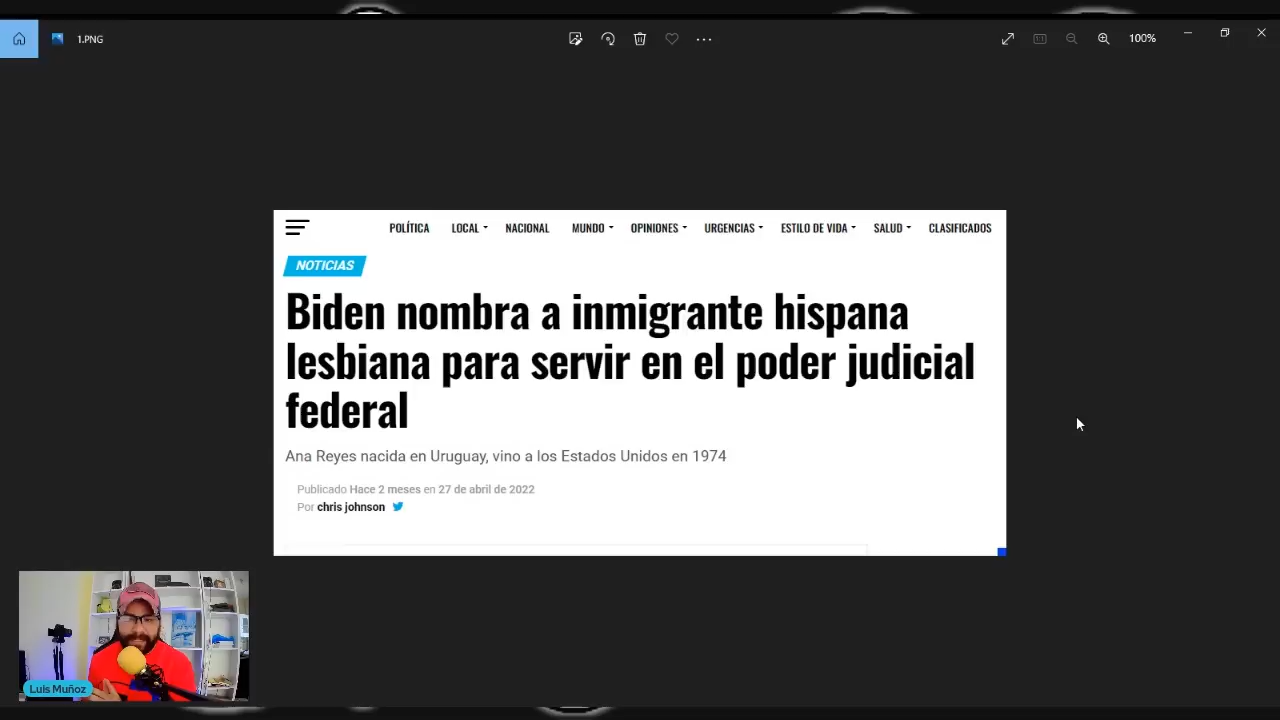 1.PNG
100%
POLÍTICA LOCAL NACIONAL MUNDO OPINIONES URGENCIAS ESTILO DE VIDA SALUD CLASIFICADOS
NOTICIAS
Biden nombra a inmigrante hispana
lesbiana para servir en el poder judicial
federal
Ana Reyes nacida en Uruguay, vino a los Estados Unidos en 1974
Publicado Hace 2 meses en 27 de abril de 2022
Por chris johnson
Luis Muñoz